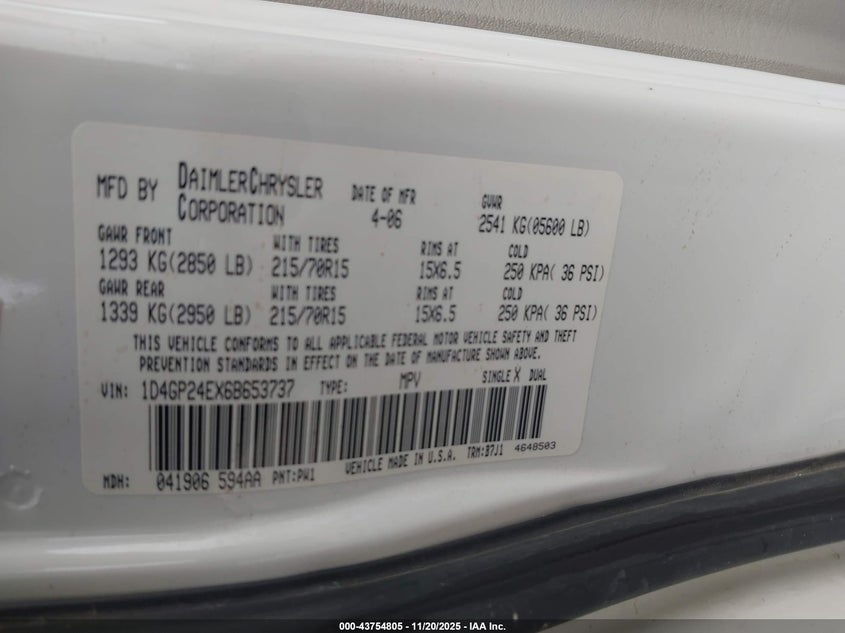 MFD BY DAIMLERCHRYSLER CORPORATION DATE OF MFR 4-06 GVWR 2541 KG(05600 LB)
GAWR FRONT WITH TIRES RIMS AT COLD
1293 KG(2850 LB) 215/70R15 15X6.5 250 KPA( 36 PSI)
GAWR REAR WITH TIRES RIMS AT COLD
1339 KG(2950 LB) 215/70R15 15X6.5 250 KPA( 36 PSI)
THIS VEHICLE CONFORMS TO ALL APPLICABLE FEDERAL MOTOR VEHICLE SAFETY AND THEFT
PREVENTION STANDARDS IN EFFECT ON THE DATE OF MANUFACTURE SHOWN ABOVE.
VIN: 1D4GP24EX6B653737 TYPE: MPV SINGLE X DUAL
MDH: 041906 594AA PNT:PW1 VEHICLE MADE IN U.S.A. TRM:B7J1 4648503
000-43754805 - 11/20/2025 - IAA Inc.